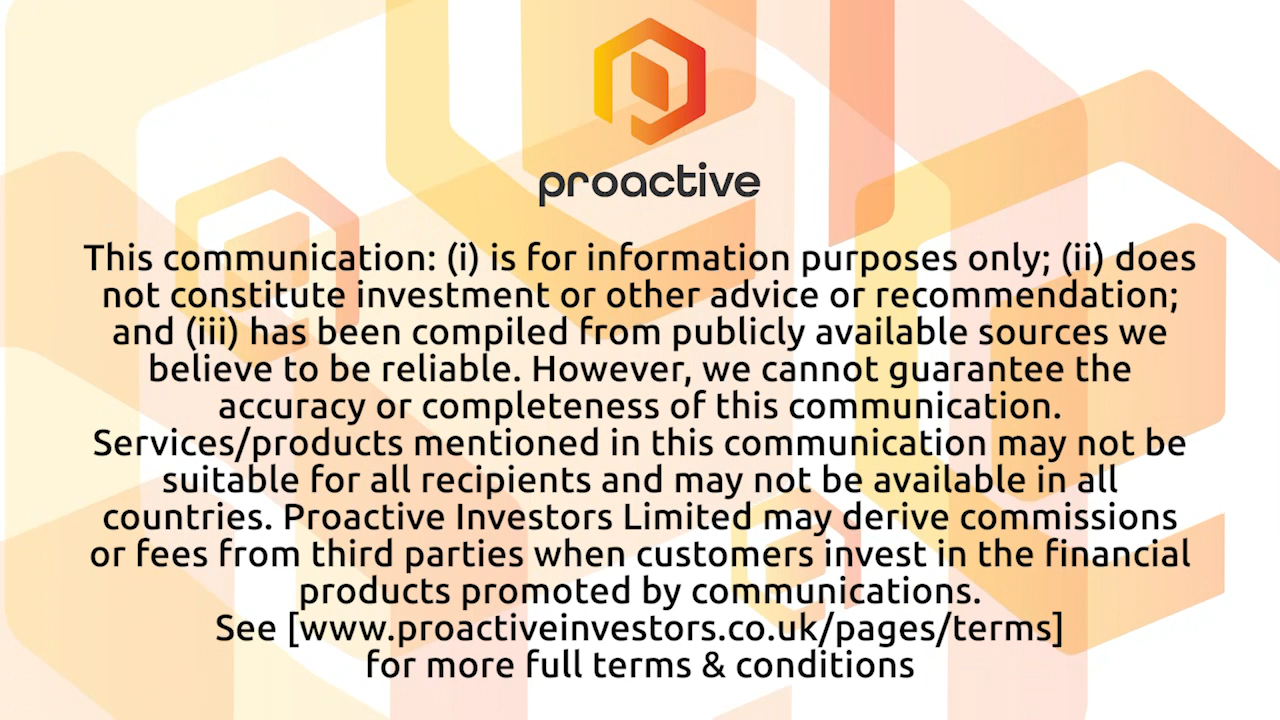 proactive
This communication: (i) is for information purposes only; (ii) does
not constitute investment or other advice or recommendation;
and (iii) has been compiled from publicly available sources we
believe to be reliable. However, we cannot guarantee the
accuracy or completeness of this communication.
Services/products mentioned in this communication may not be
suitable for all recipients and may not be available in all
countries. Proactive Investors Limited may derive commissions
or fees from third parties when customers invest in the financial
products promoted by communications.
See [www.proactiveinvestors.co.uk/pages/terms]
for more full terms & conditions